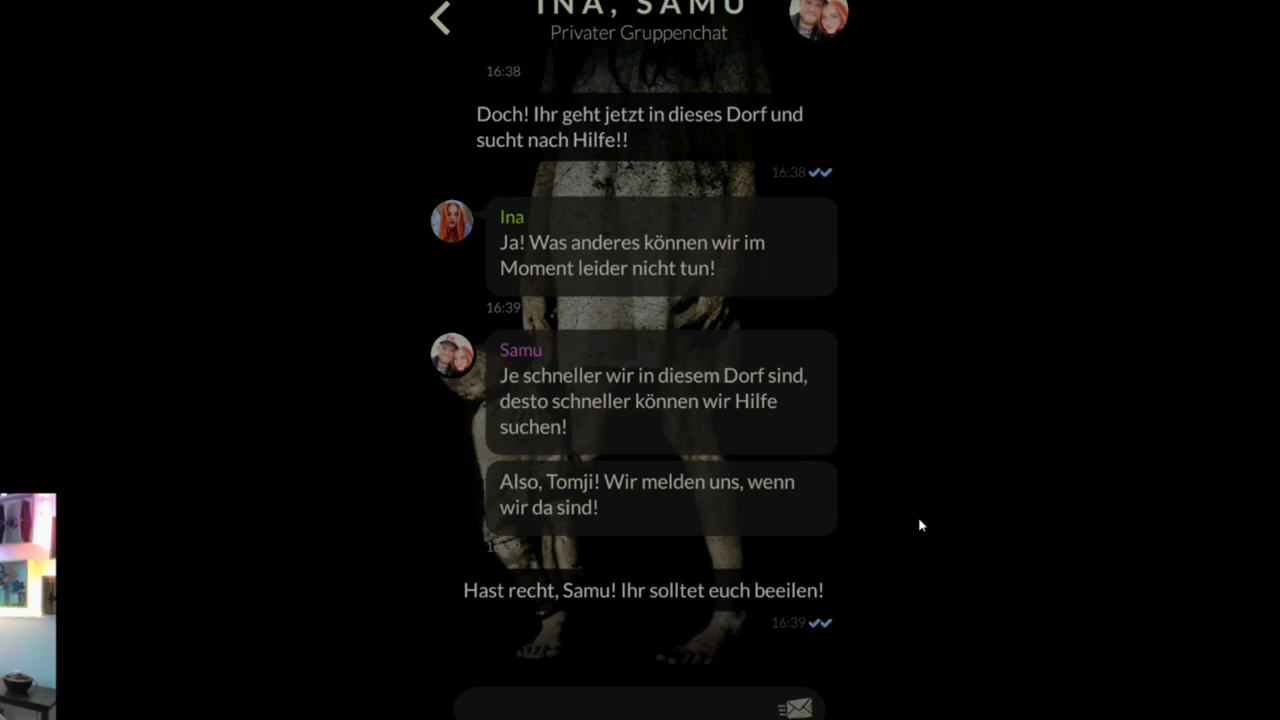 INA, SAMU
Privater Gruppenchat
16:38
Doch! Ihr geht jetzt in dieses Dorf und
sucht nach Hilfe!!
16:38
Ina
Ja! Was anderes können wir im
Moment leider nicht tun!
16:39
Samu
Je schneller wir in diesem Dorf sind,
desto schneller können wir Hilfe
suchen!
Also, Tomji! Wir melden uns, wenn
wir da sind!
Hast recht, Samu! Ihr solltet euch beeilen!
16:39